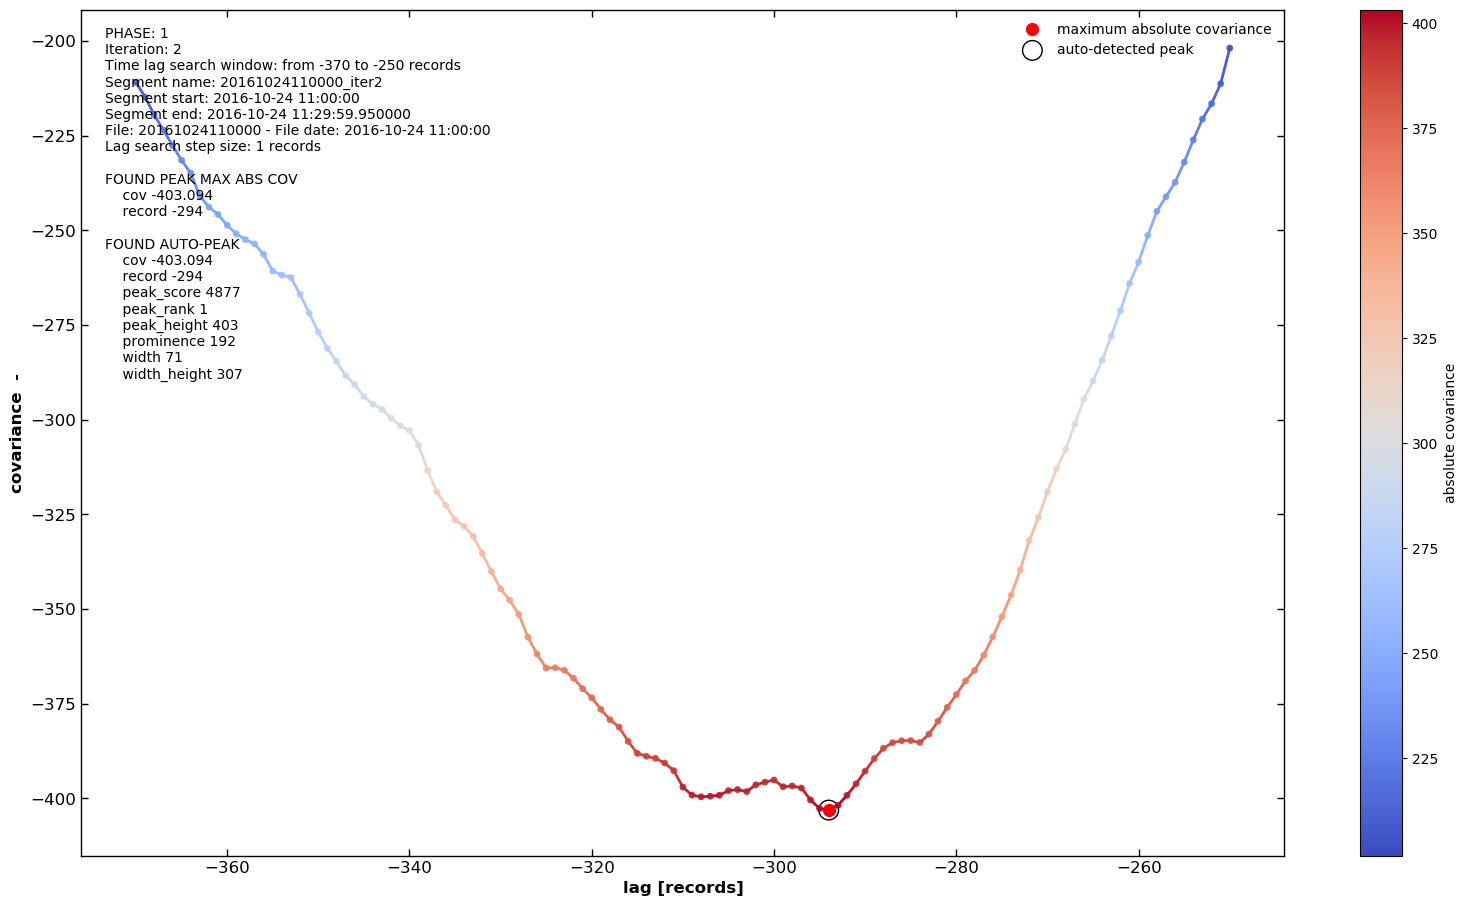 PHASE: 1
Iteration: 2
Time lag search window: from -370 to -250 records
Segment name: 20161024110000_iter2
Segment start: 2016-10-24 11:00:00
Segment end: 2016-10-24 11:29:59.950000
File: 20161024110000 - File date: 2016-10-24 11:00:00
Lag search step size: 1 records
FOUND PEAK MAX ABS COV
cov -403.094
record -294
FOUND AUTO-PEAK
cov -403.094
record -294
peak_score 4877
peak_rank 1
peak_height 403
prominence 192
width 71
width_height 307
maximum absolute covariance
auto-detected peak
−200
−225
−250
−275
−300
−325
−350
−375
−400
covariance -
−360
−340
−320
−300
−280
−260
lag [records]
400
375
350
325
300
275
250
225
absolute covariance